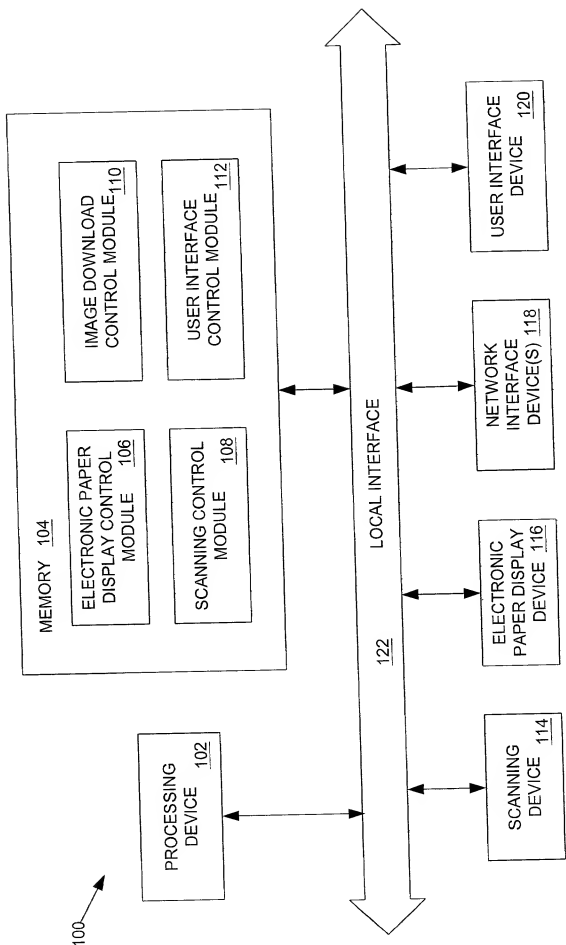 100
PROCESSING
DEVICE 102
MEMORY 104
ELECTRONIC PAPER
DISPLAY CONTROL
MODULE 106
IMAGE DOWNLOAD
CONTROL MODULE
110
SCANNING CONTROL
MODULE 108
USER INTERFACE
CONTROL MODULE
112
122
LOCAL INTERFACE
SCANNING
DEVICE 114
ELECTRONIC
PAPER DISPLAY
DEVICE 116
NETWORK
INTERFACE
DEVICE(S) 118
USER INTERFACE
DEVICE 120